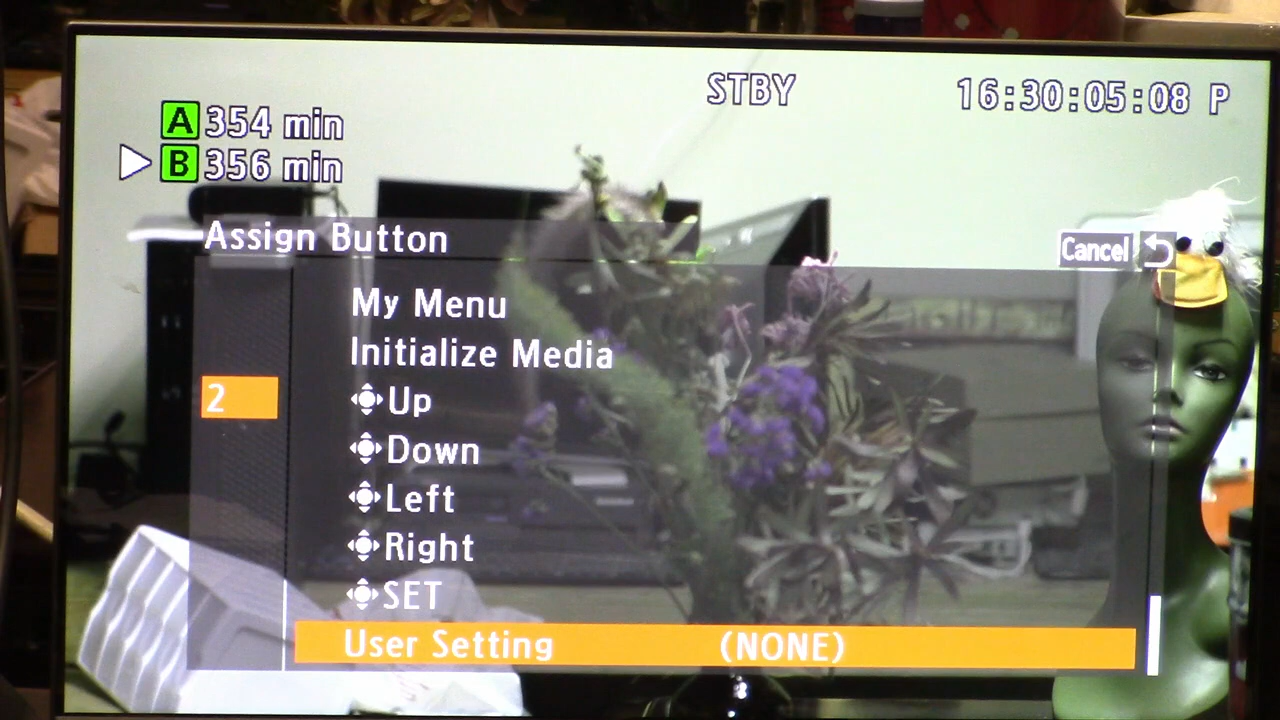 STBY 16:30:05:08 P
A 354 min
B 356 min
Assign Button
Cancel
My Menu
Initialize Media
2
Up
Down
Left
Right
SET
User Setting (NONE)